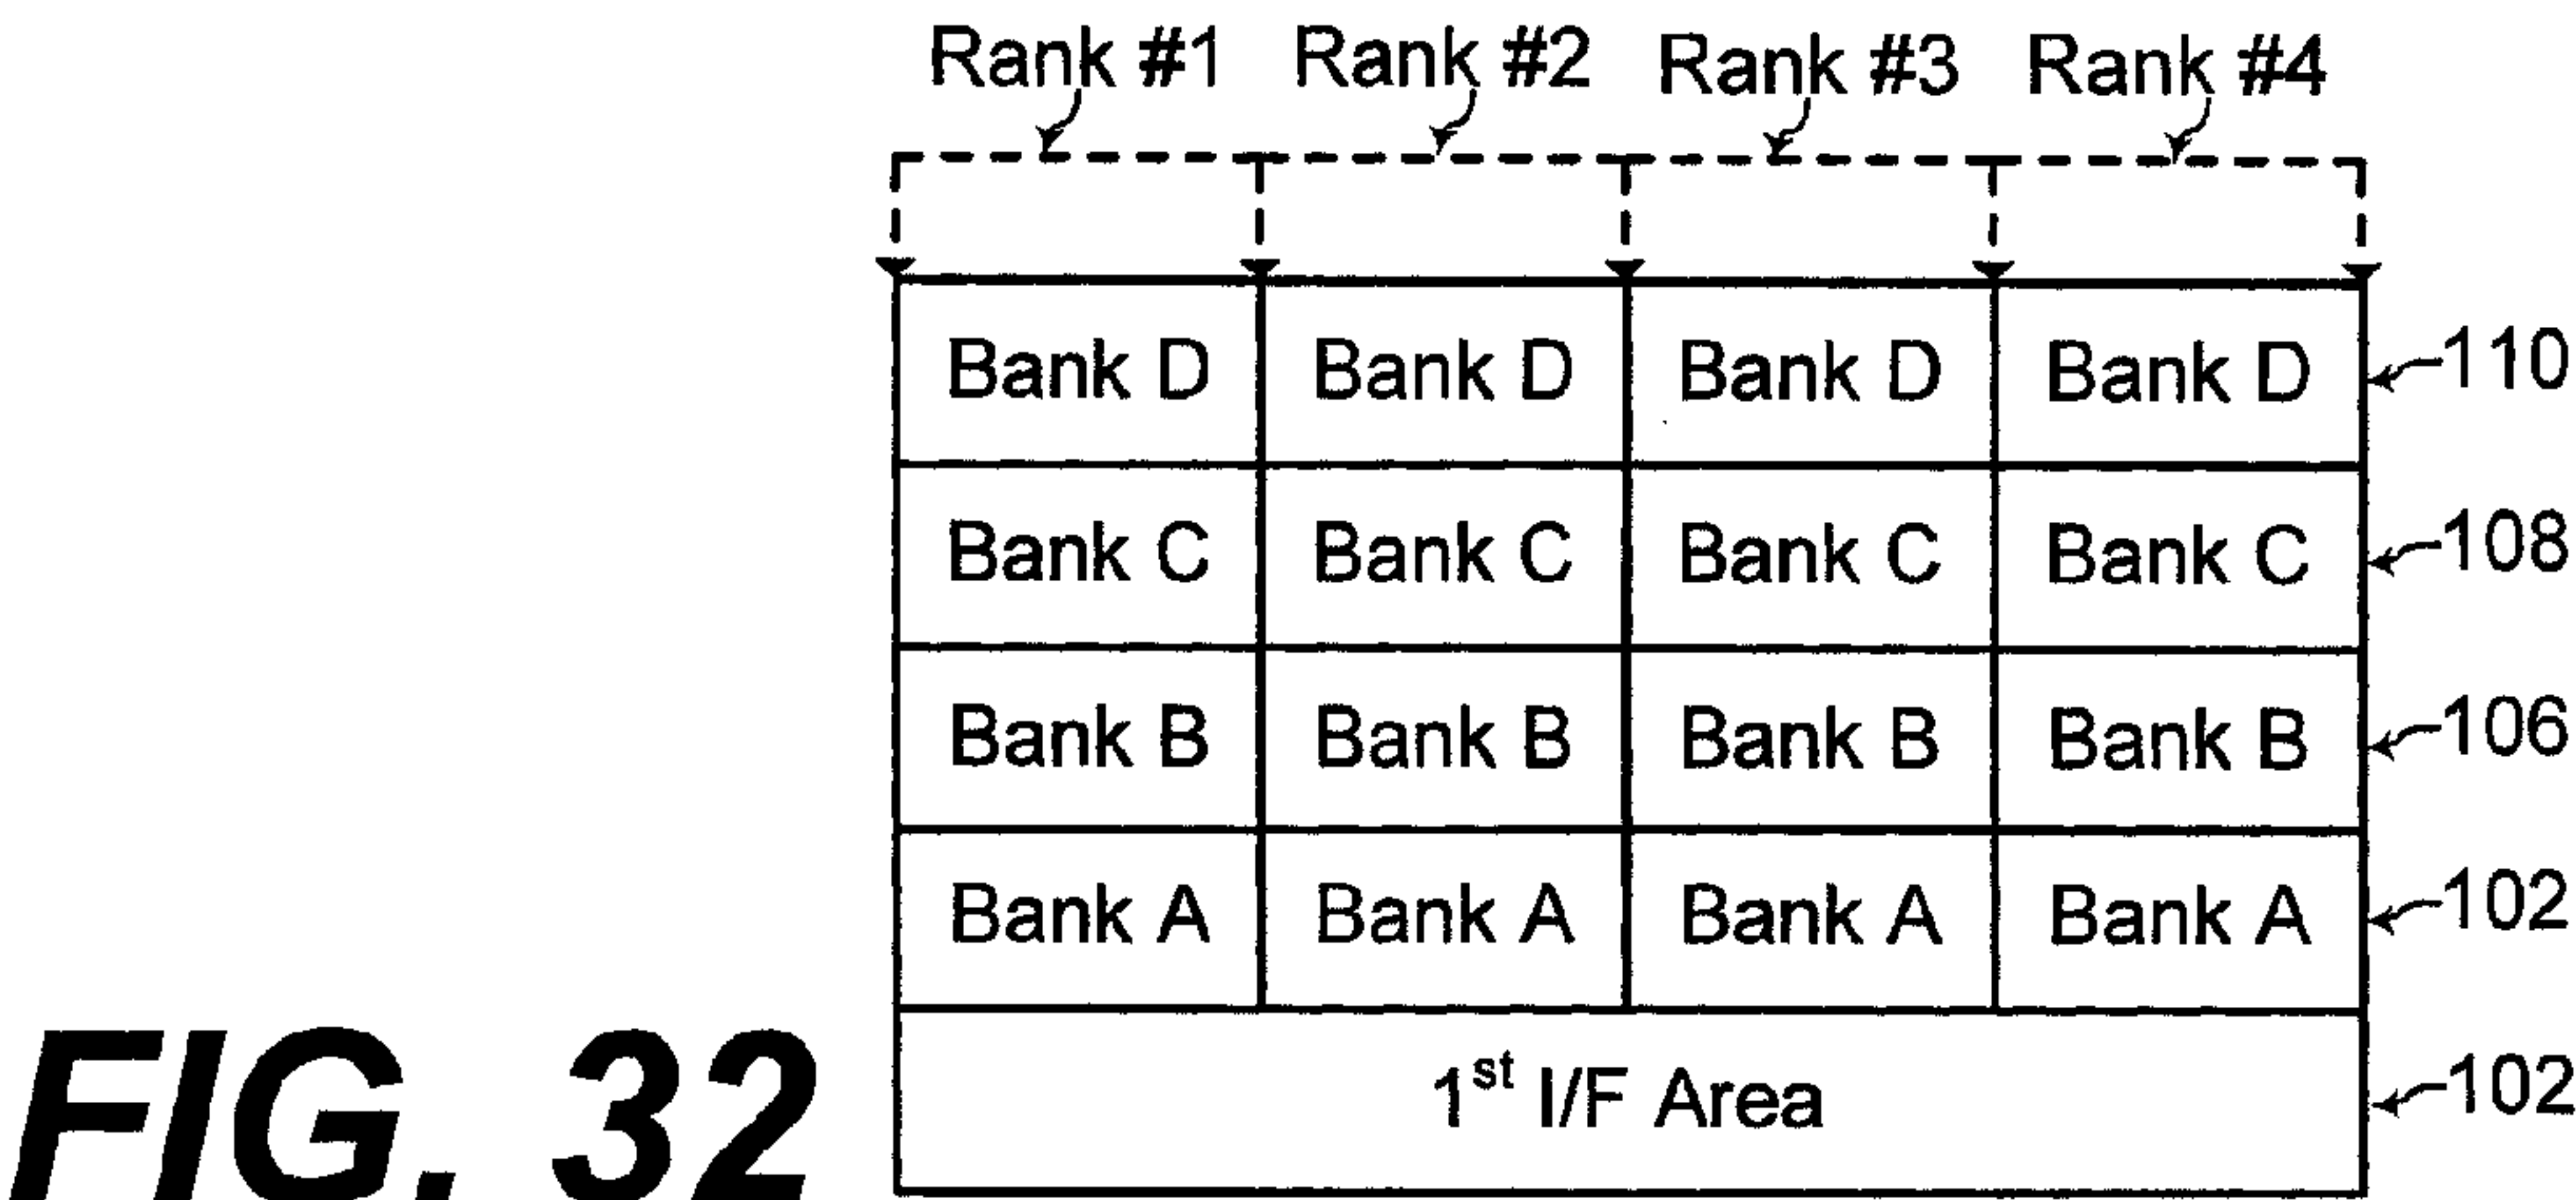 Rank #1 Rank #2 Rank #3 Rank #4
Bank D Bank D Bank D Bank D 110
Bank C Bank C Bank C Bank C 108
Bank B Bank B Bank B Bank B 106
Bank A Bank A Bank A Bank A 102
1st I/F Area 102
FIG. 32